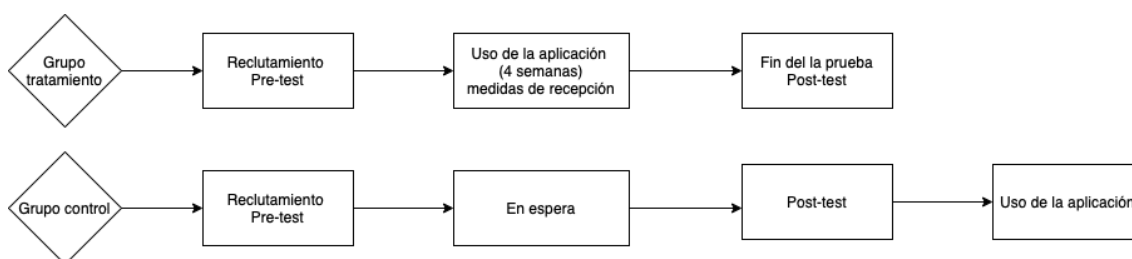 Grupo
tratamiento
Reclutamiento
Pre-test
Uso de la aplicación
(4 semanas)
medidas de recepción
Fin del la prueba
Post-test
Grupo control
Reclutamiento
Pre-test
En espera
Post-test
Uso de la aplicación